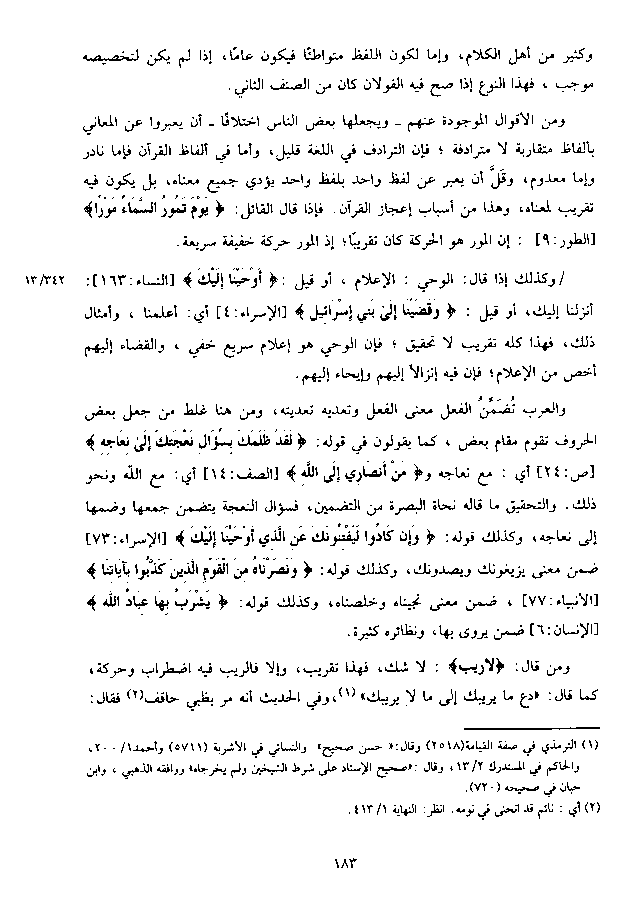 وكثير من أهل الكلام، وإما لكون اللفظ متواطئًا فيكون عامًا، إذا لم يكن لتخصيصه
موجب ، فهذا النوع إذا صح فيه القولان كان من الصنف الثاني.
ومن الأقوال الموجودة عنهم ـ ويجعلها بعض الناس اختلافًا ـ أن يعبروا عن المعاني
بألفاظ متقاربة لا مترادفة ؛ فإن الترادف في اللغة قليل، وأما في ألفاظ القرآن فإما نادر
وإما معدوم، وقلَّ أن يعبر عن لفظ واحد بلفظ واحد يؤدي جميع معناه، بل يكون فيه
تقريب لمعناه، وهذا من أسباب إعجاز القرآن. فإذا قال القائل: ﴿ يَوْمَ تَمُورُ السَّمَاءُ مَوْرًا﴾
[الطور:٩] : إن المور هو الحركة كان تقريبًا؛ إذ المور حركة خفيفة سريعة.
/ وكذلك إذا قال: الوحي : الإعلام ، أو قيل :﴿ أَوْحَيْنَا إِلَيْكَ ﴾ [النساء:١٦٣]: ١٣/٣٤٢
أنزلنا إليك، أو قيل : ﴿ وَقَضَيْنَا إِلَىٰ بَنِي إِسْرَائِيلَ ﴾ [الإسراء:٤] أي: أعلمنا ، وأمثال
ذلك، فهذا كله تقريب لا تحقيق ؛ فإن الوحي هو إعلام سريع خفي ، والقضاء إليهم
أخص من الإعلام؛ فإن فيه إنزالاً إليهم وإيحاء إليهم.
والعرب تُضَمِّنُ الفعل معنى الفعل وتعديه تعديته، ومن هنا غلط من جعل بعض
الحروف تقوم مقام بعض ، كما يقولون في قوله: ﴿ لَقَدْ ظَلَمَكَ بِسُؤَالِ نَعْجَتِكَ إِلَىٰ نِعَاجِهِ ﴾
[ص:٢٤] أي : مع نعاجه و﴿ مَنْ أَنصَارِي إِلَى اللَّهِ ﴾ [الصف:١٤] أي: مع الله ونحو
ذلك. والتحقيق ما قاله نحاة البصرة من التضمين، فسؤال النعجة يتضمن جمعها وضمها
إلى نعاجه، وكذلك قوله: ﴿ وَإِن كَادُوا لَيَفْتِنُونَكَ عَنِ الَّذِي أَوْحَيْنَا إِلَيْكَ ﴾ [الإسراء:٧٣]
ضمن معنى يزيغونك ويصدونك، وكذلك قوله: ﴿ وَنَصَرْنَاهُ مِنَ الْقَوْمِ الَّذِينَ كَذَّبُوا بِآيَاتِنَا ﴾
[الأنبياء:٧٧] ، ضمن معنى نجيناه وخلصناه، وكذلك قوله: ﴿ يَشْرَبُ بِهَا عِبَادُ اللَّهِ ﴾
[الإنسان:٦] ضمن يروى بها، ونظائره كثيرة.
ومن قال: ﴿لاريب﴾ : لا شك، فهذا تقريب، وإلا فالريب فيه اضطراب وحركة،
كما قال: «دع ما يريبك إلى ما لا يريبك» (١)،وفي الحديث أنه مر بظبي حاقف(٢) فقال:
(١) الترمذي في صفة القيامة(٢٥١٨) وقال:« حسن صحيح» والنسائي في الأشربة (٥٧١١) وأحمد١/ ٢٠٠،
والحاكم في المستدرك ١٣/٢ ، وقال :«صحيح الإسناد على شرط الشيخين ولم يخرجاه» ووافقه الذهبي ، وابن
حبان في صحيحه (٧٢٠).
(٢) أي : نائم قد انحنى في نومه. انظر: النهاية ٤١٣/١.
١٨٣